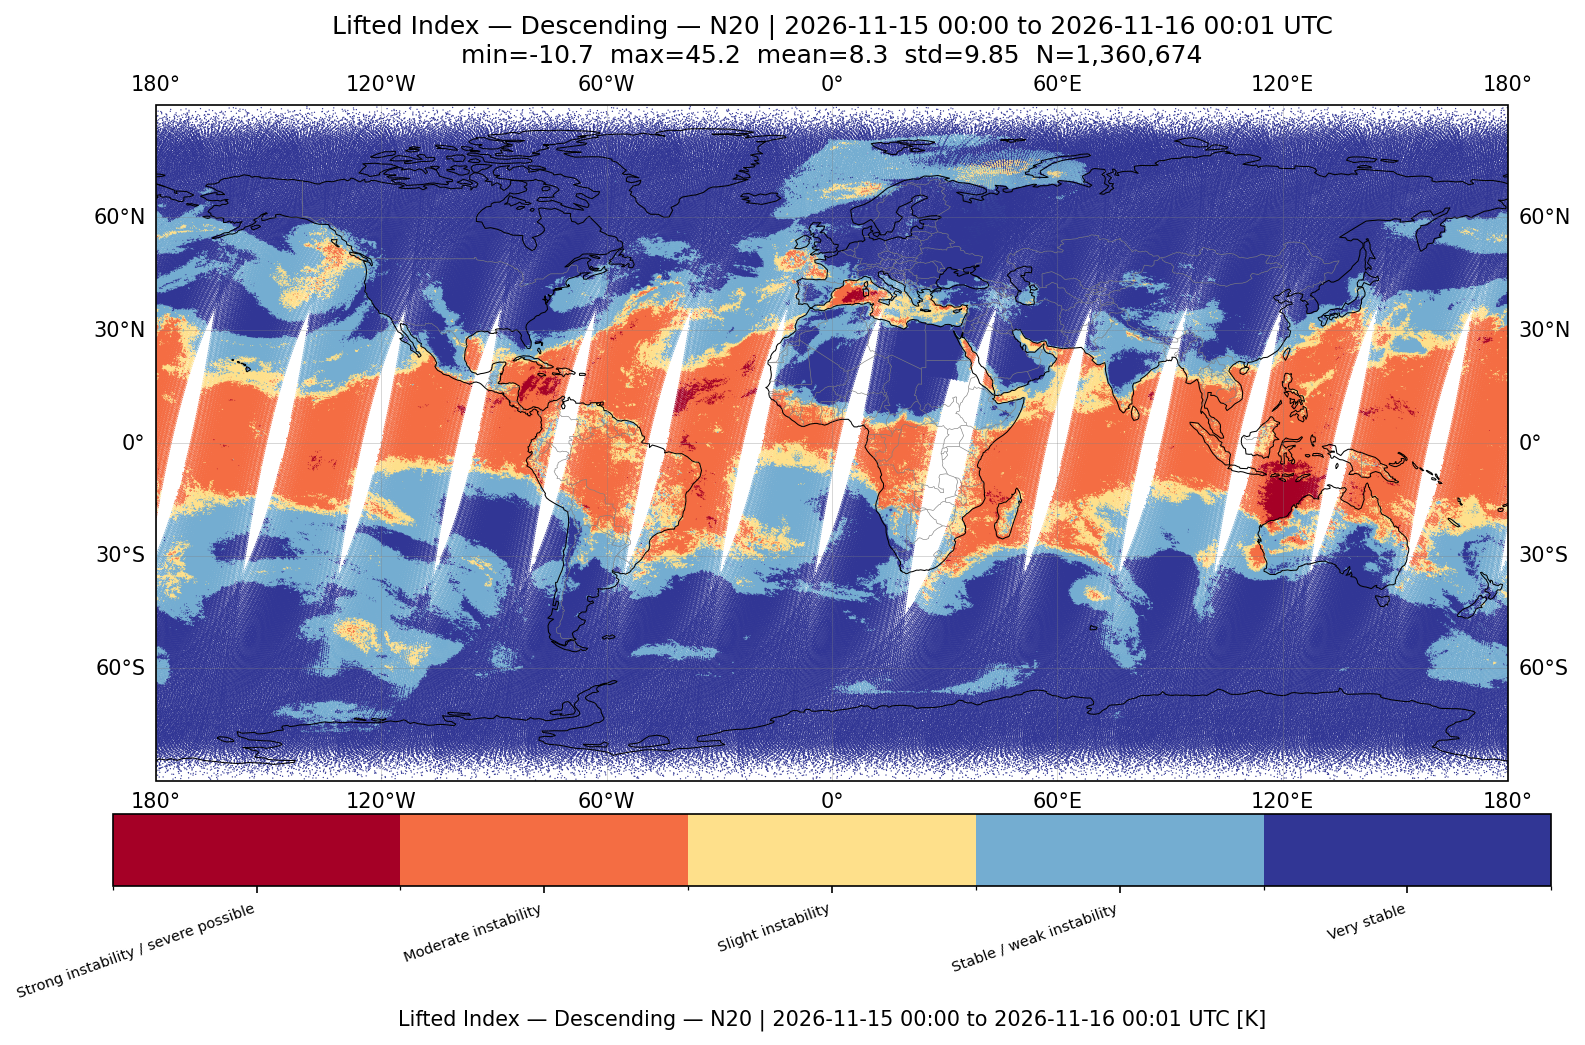 Lifted Index — Descending — N20 | 2026-11-15 00:00 to 2026-11-16 00:01 UTC
min=-10.7  max=45.2  mean=8.3  std=9.85  N=1,360,674
180° 120°W 60°W 0° 60°E 120°E 180°
60°N 60°N
30°N 30°N
0° 0°
30°S 30°S
60°S 60°S
180° 120°W 60°W 0° 60°E 120°E 180°
Strong instability / severe possible
Moderate instability
Slight instability
Stable / weak instability
Very stable
Lifted Index — Descending — N20 | 2026-11-15 00:00 to 2026-11-16 00:01 UTC [K]